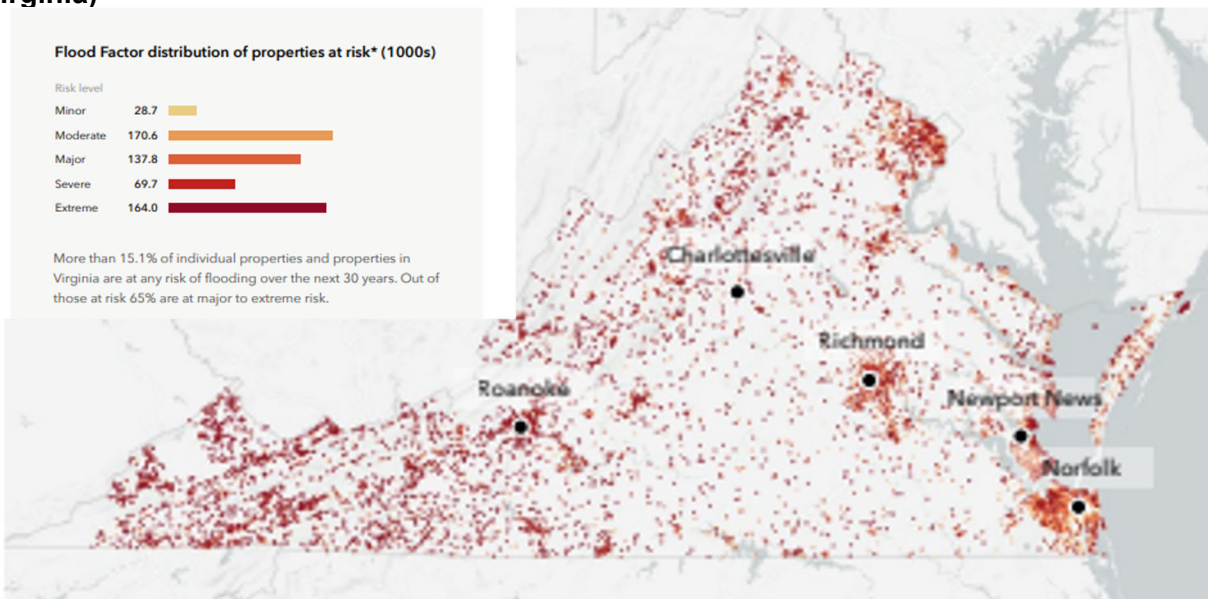 irginia)
Flood Factor distribution of properties at risk* (1000s)
Risk level
Minor 28.7
Moderate 170.6
Major 137.8
Severe 69.7
Extreme 164.0
More than 15.1% of individual properties and properties in
Virginia are at any risk of flooding over the next 30 years. Out of
those at risk 65% are at major to extreme risk.
Charlottesville
Richmond
Roanoke
Newport News
Norfolk